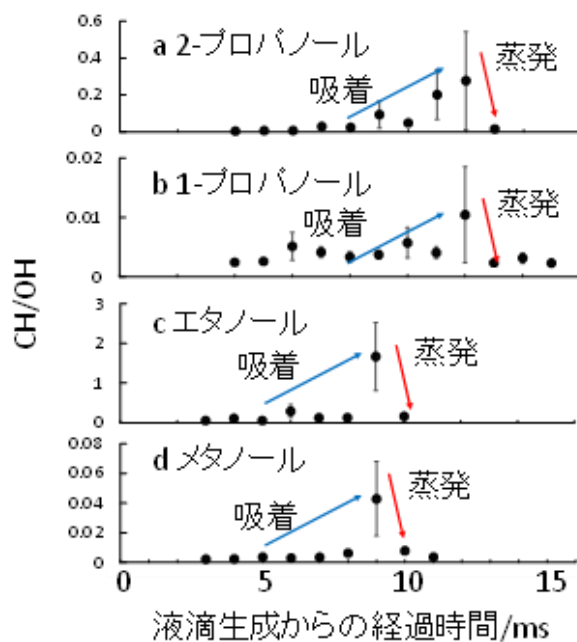 a 2-プロパノール
吸着
蒸発
0.6
0.4
0.2
0
b 1-プロパノール
吸着
蒸発
0.02
0.01
0
CH/OH
c エタノール
吸着
蒸発
3
2
1
0
d メタノール
吸着
蒸発
0.08
0.06
0.04
0.02
0
0 5 10 15
液滴生成からの経過時間/ms